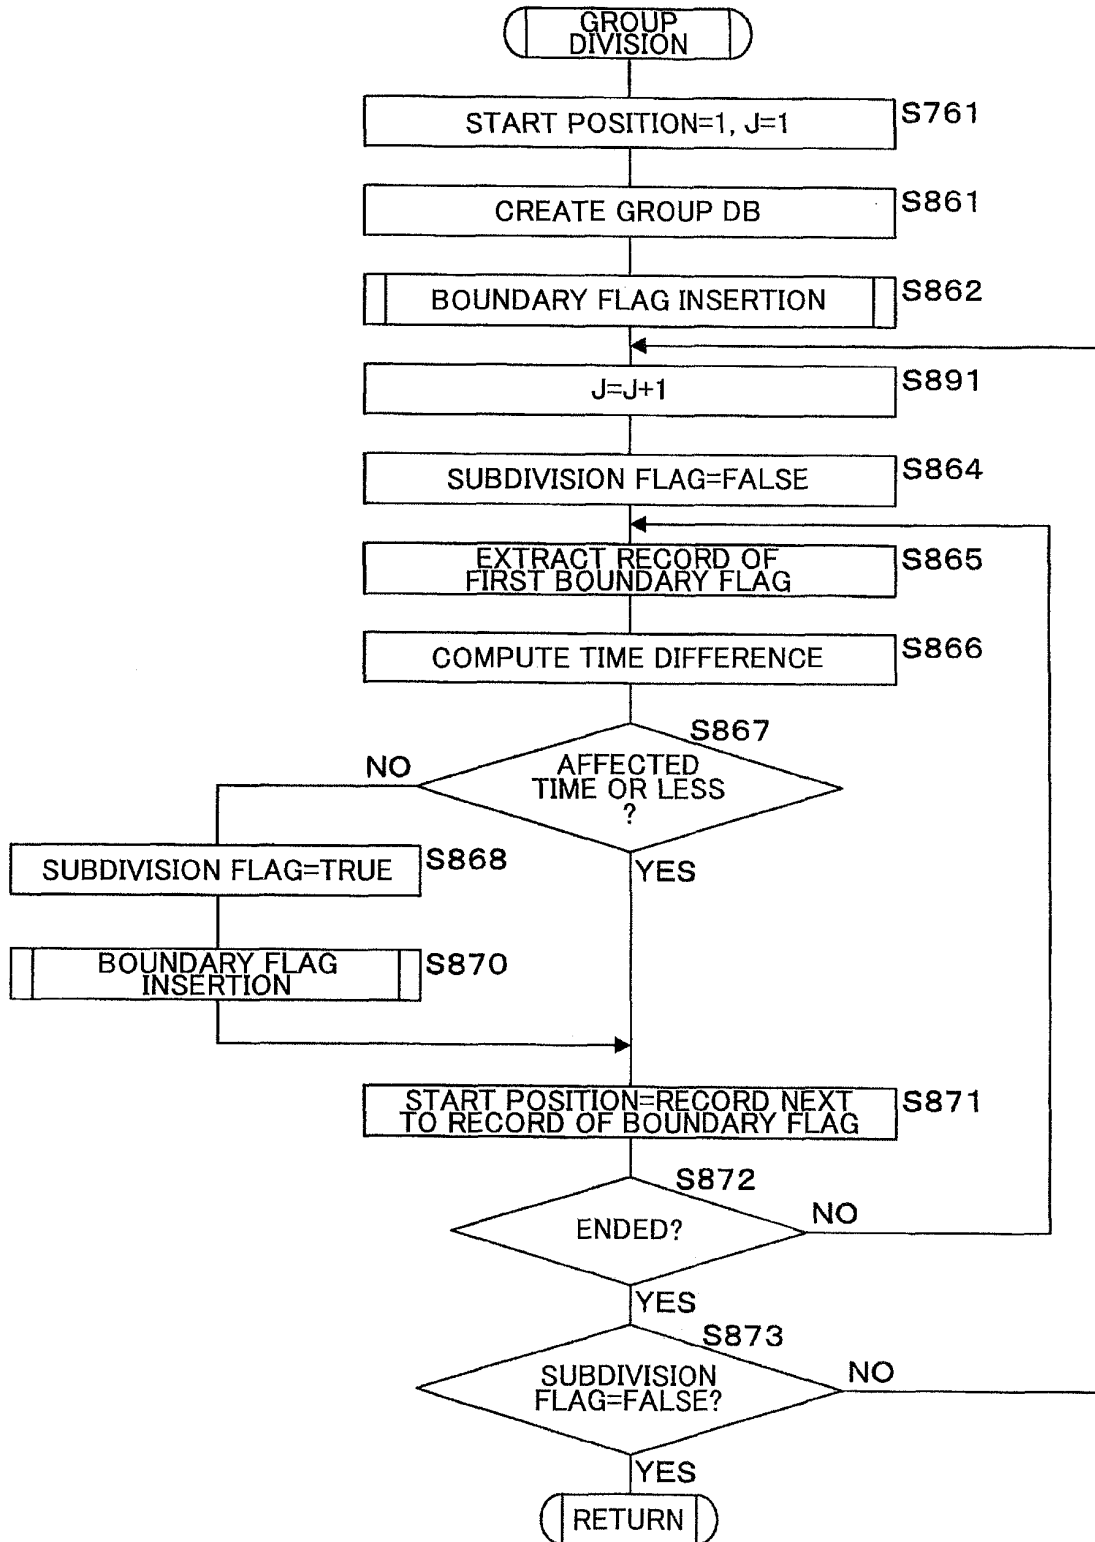 GROUP
DIVISION
START POSITION=1, J=1
S761
CREATE GROUP DB
S861
BOUNDARY FLAG INSERTION
S862
J=J+1
S891
SUBDIVISION FLAG=FALSE
S864
EXTRACT RECORD OF
FIRST BOUNDARY FLAG
S865
COMPUTE TIME DIFFERENCE
S866
S867
NO
AFFECTED
TIME OR LESS
?
YES
SUBDIVISION FLAG=TRUE
S868
BOUNDARY FLAG
INSERTION
S870
START POSITION=RECORD NEXT
TO RECORD OF BOUNDARY FLAG
S871
S872
ENDED?
NO
YES
S873
SUBDIVISION
FLAG=FALSE?
NO
YES
RETURN